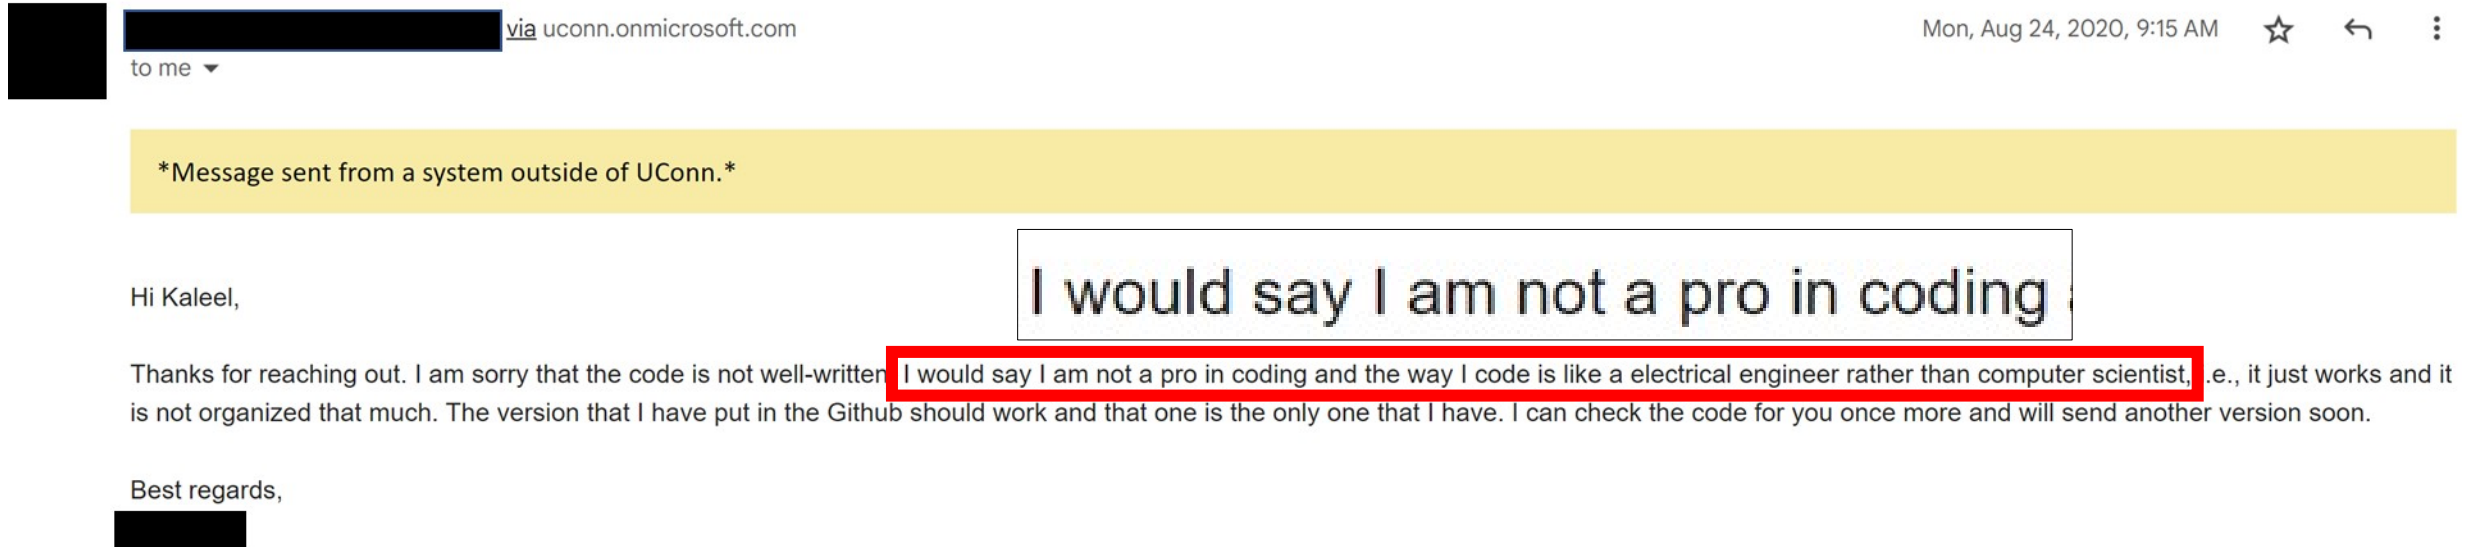 via uconn.onmicrosoft.com
Mon, Aug 24, 2020, 9:15 AM
to me
*Message sent from a system outside of UConn.*
I would say I am not a pro in coding
Hi Kaleel,
Thanks for reaching out. I am sorry that the code is not well-written I would say I am not a pro in coding and the way I code is like a electrical engineer rather than computer scientist, .e., it just works and it
is not organized that much. The version that I have put in the Github should work and that one is the only one that I have. I can check the code for you once more and will send another version soon.
Best regards,